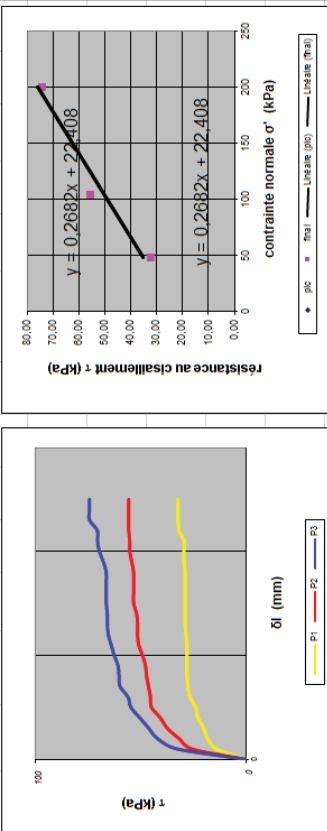 résistance au cisaillement τ (kPa)
80,00
70,00
60,00
50,00
40,00
30,00
20,00
10,00
0,00
y = 0,2682x + 22,408
y = 0,2682x + 22,408
0
50
100
150
200
250
contrainte normale σ' (kPa)
pic
final
Linéaire (pic)
Linéaire (final)
τ (kPa)
100
0
0
δl (mm)
P1
P2
P3